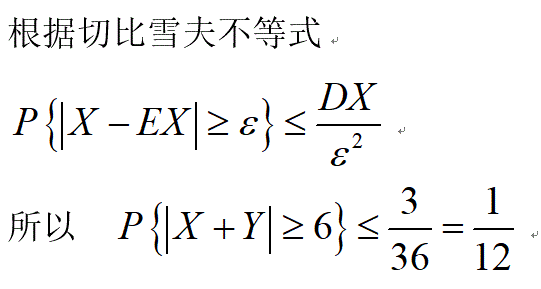 根据切比雪夫不等式
P{|X − EX| ≥ ε} ≤ DX/ε²
所以 P{|X + Y| ≥ 6} ≤ 3/36 = 1/12